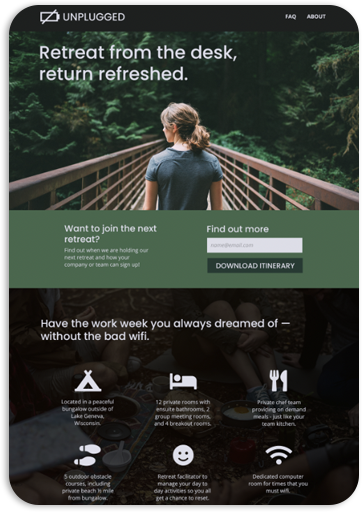 UNPLUGGED
FAQ ABOUT
Retreat from the desk,
return refreshed.
Want to join the next
retreat?
Find out when we are holding our
next retreat and how your
company or team can sign up!
Find out more
name@email.com
DOWNLOAD ITINERARY
Have the work week you always dreamed of —
without the bad wifi.
Located in a peaceful
bungalow outside of
Lake Geneva,
Wisconsin.
12 private rooms with
ensuite bathrooms, 2
group meeting rooms,
and 4 breakout rooms.
Private chef team
providing on demand
meals - just like your
team kitchen.
5 outdoor obstacle
courses, including
private beach ½ mile
from bungalow.
Retreat facilitator to
manage your day to
day activities so you all
get a chance to reset.
Dedicated computer
room for times that you
must wifi.